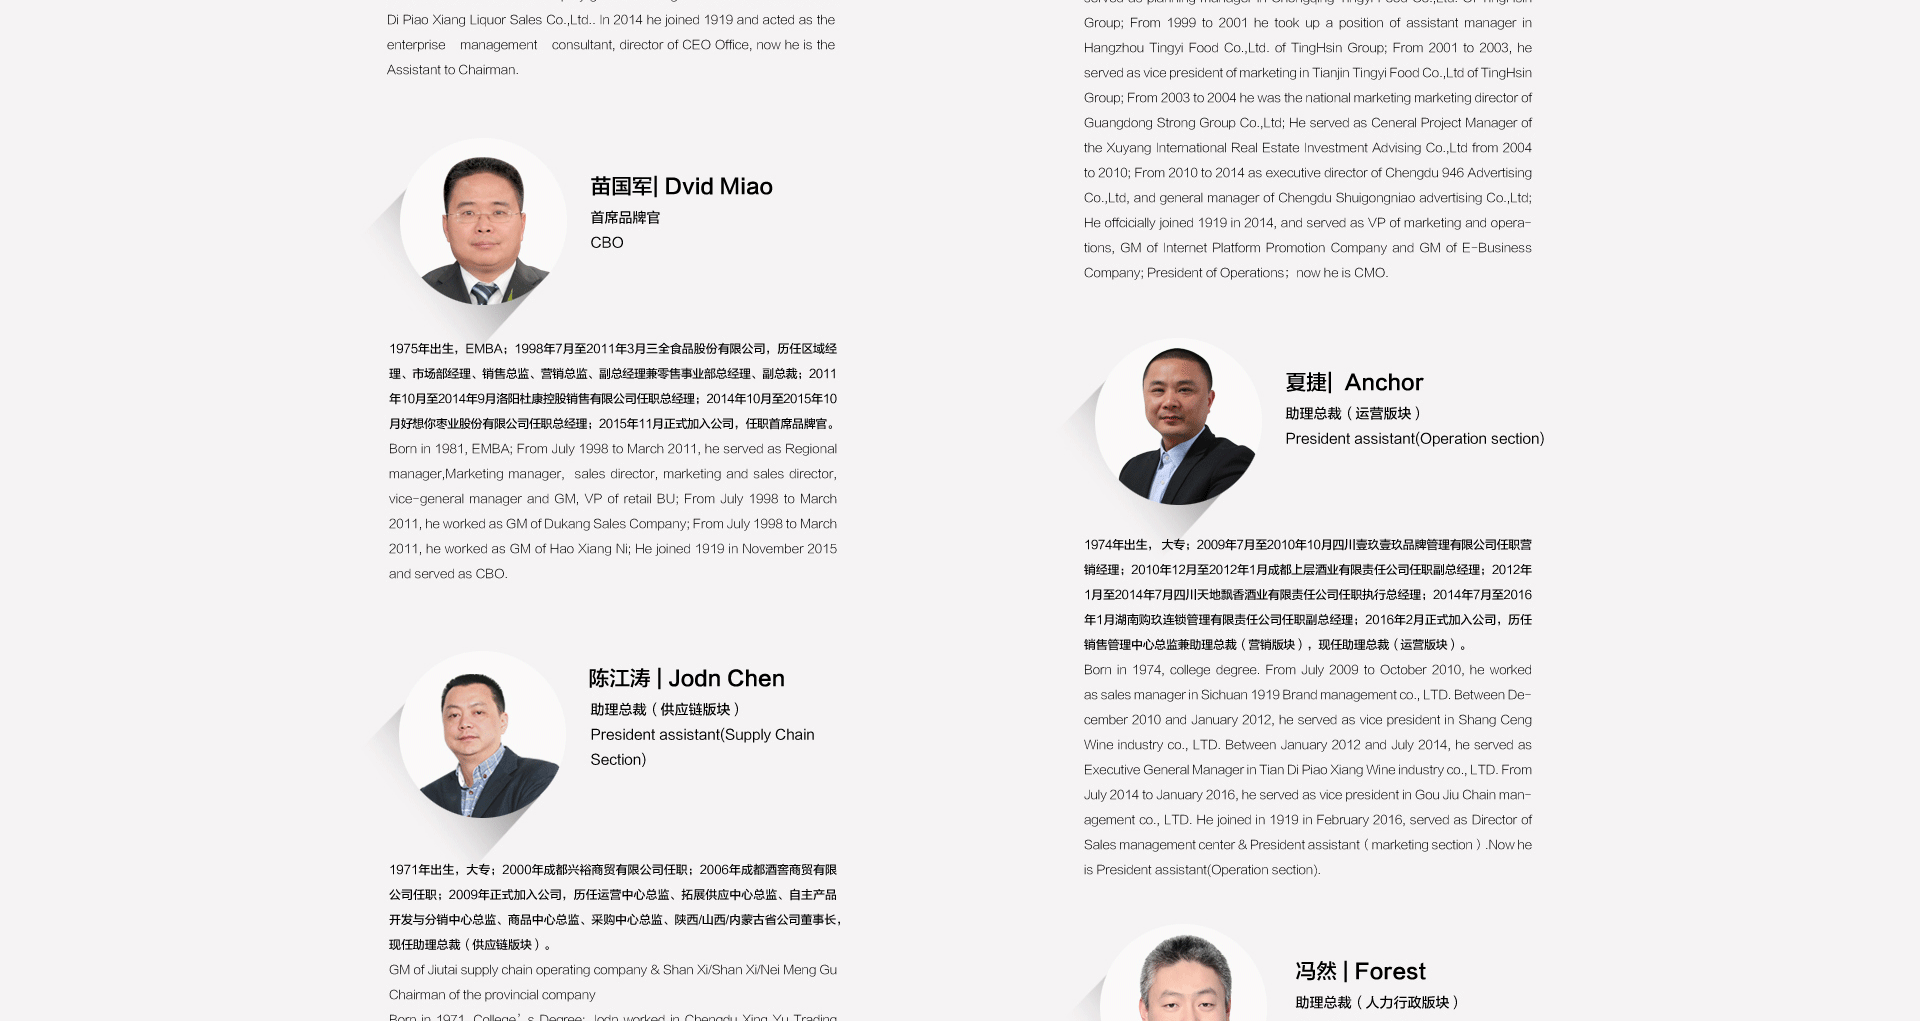 Di Piao Xiang Liquor Sales Co.,Ltd.. In 2014 he joined 1919 and acted as the
enterprise management consultant, director of CEO Office, now he is the
Assistant to Chairman.
苗国军| Dvid Miao
首席品牌官
CBO
1975年出生，EMBA；1998年7月至2011年3月三全食品股份有限公司，历任区域经
理、市场部经理、销售总监、营销总监、副总经理兼零售事业部总经理、副总裁；2011
年10月至2014年9月洛阳杜康控股销售有限公司任职总经理；2014年10月至2015年10
月好想你枣业股份有限公司任职总经理；2015年11月正式加入公司，任职首席品牌官。
Born in 1981, EMBA; From July 1998 to March 2011, he served as Regional
manager,Marketing manager, sales director, marketing and sales director,
vice-general manager and GM, VP of retail BU; From July 1998 to March
2011, he worked as GM of Dukang Sales Company; From July 1998 to March
2011, he worked as GM of Hao Xiang Ni; He joined 1919 in November 2015
and served as CBO.
陈江涛 | Jodn Chen
助理总裁（供应链版块）
President assistant(Supply Chain
Section)
1971年出生，大专；2000年成都兴裕商贸有限公司任职；2006年成都酒窖商贸有限
公司任职；2009年正式加入公司，历任运营中心总监、拓展供应中心总监、自主产品
开发与分销中心总监、商品中心总监、采购中心总监、陕西/山西/内蒙古省公司董事长，
现任助理总裁（供应链版块）。
GM of Jiutai supply chain operating company & Shan Xi/Shan Xi/Nei Meng Gu
Chairman of the provincial company
Born in 1971, College’s Degree; Jodn worked in Chengdu Xing Yu Trading
served as planning manager in Chongqing Tingyi Food Co.,Ltd. Of TingHsin
Group; From 1999 to 2001 he took up a position of assistant manager in
Hangzhou Tingyi Food Co.,Ltd. of TingHsin Group; From 2001 to 2003, he
served as vice president of marketing in Tianjin Tingyi Food Co.,Ltd of TingHsin
Group; From 2003 to 2004 he was the national marketing marketing director of
Guangdong Strong Group Co.,Ltd; He served as Ceneral Project Manager of
the Xuyang International Real Estate Investment Advising Co.,Ltd from 2004
to 2010; From 2010 to 2014 as executive director of Chengdu 946 Advertising
Co.,Ltd, and general manager of Chengdu Shuigongniao advertising Co.,Ltd;
He offcicially joined 1919 in 2014, and served as VP of marketing and opera-
tions, GM of Internet Platform Promotion Company and GM of E-Business
Company; President of Operations；now he is CMO.
夏捷| Anchor
助理总裁（运营版块）
President assistant(Operation section)
1974年出生， 大专；2009年7月至2010年10月四川壹玖壹玖品牌管理有限公司任职营
销经理；2010年12月至2012年1月成都上层酒业有限责任公司任职副总经理；2012年
1月至2014年7月四川天地飘香酒业有限责任公司任职执行总经理；2014年7月至2016
年1月湖南购玖连锁管理有限责任公司任职副总经理；2016年2月正式加入公司，历任
销售管理中心总监兼助理总裁（营销版块），现任助理总裁（运营版块）。
Born in 1974, college degree. From July 2009 to October 2010, he worked
as sales manager in Sichuan 1919 Brand management co., LTD. Between De-
cember 2010 and January 2012, he served as vice president in Shang Ceng
Wine industry co., LTD. Between January 2012 and July 2014, he served as
Executive General Manager in Tian Di Piao Xiang Wine industry co., LTD. From
July 2014 to January 2016, he served as vice president in Gou Jiu Chain man-
agement co., LTD. He joined in 1919 in February 2016, served as Director of
Sales management center & President assistant（marketing section）.Now he
is President assistant(Operation section).
冯然 | Forest
助理总裁（人力行政版块）